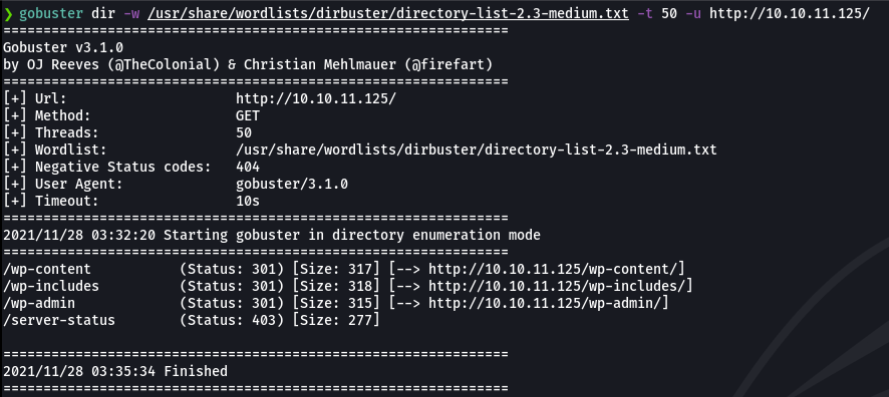 ❯ gobuster dir -w /usr/share/wordlists/dirbuster/directory-list-2.3-medium.txt -t 50 -u http://10.10.11.125/
===============================================================
Gobuster v3.1.0
by OJ Reeves (@TheColonial) & Christian Mehlmauer (@firefart)
===============================================================
[+] Url:                     http://10.10.11.125/
[+] Method:                  GET
[+] Threads:                 50
[+] Wordlist:                /usr/share/wordlists/dirbuster/directory-list-2.3-medium.txt
[+] Negative Status codes:   404
[+] User Agent:              gobuster/3.1.0
[+] Timeout:                 10s
===============================================================
2021/11/28 03:32:20 Starting gobuster in directory enumeration mode
===============================================================
/wp-content           (Status: 301) [Size: 317] [--> http://10.10.11.125/wp-content/]
/wp-includes          (Status: 301) [Size: 318] [--> http://10.10.11.125/wp-includes/]
/wp-admin             (Status: 301) [Size: 315] [--> http://10.10.11.125/wp-admin/]
/server-status        (Status: 403) [Size: 277]
===============================================================
2021/11/28 03:35:34 Finished
===============================================================